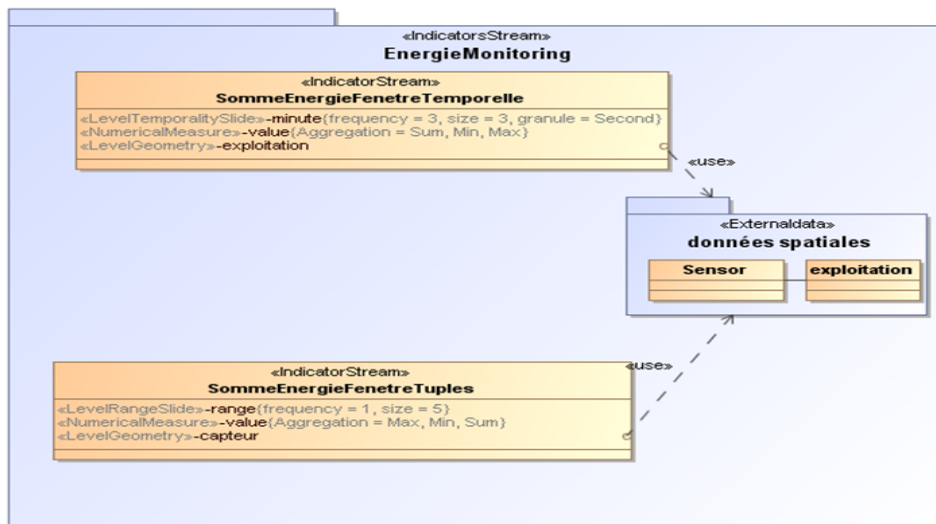 «IndicatorsStream»
EnergieMonitoring
«IndicatorStream»
SommeEnergieFenetreTemporelle
«LevelTemporalitySlide»-minute{frequency = 3, size = 3, granule = Second}
«NumericalMeasure»-value{Aggregation = Sum, Min, Max}
«LevelGeometry»-exploitation
«use»
«Externaldata»
données spatiales
Sensor
exploitation
«use»
«IndicatorStream»
SommeEnergieFenetreTuples
«LevelRangeSlide»-range{frequency = 1, size = 5}
«NumericalMeasure»-value{Aggregation = Max, Min, Sum}
«LevelGeometry»-capteur